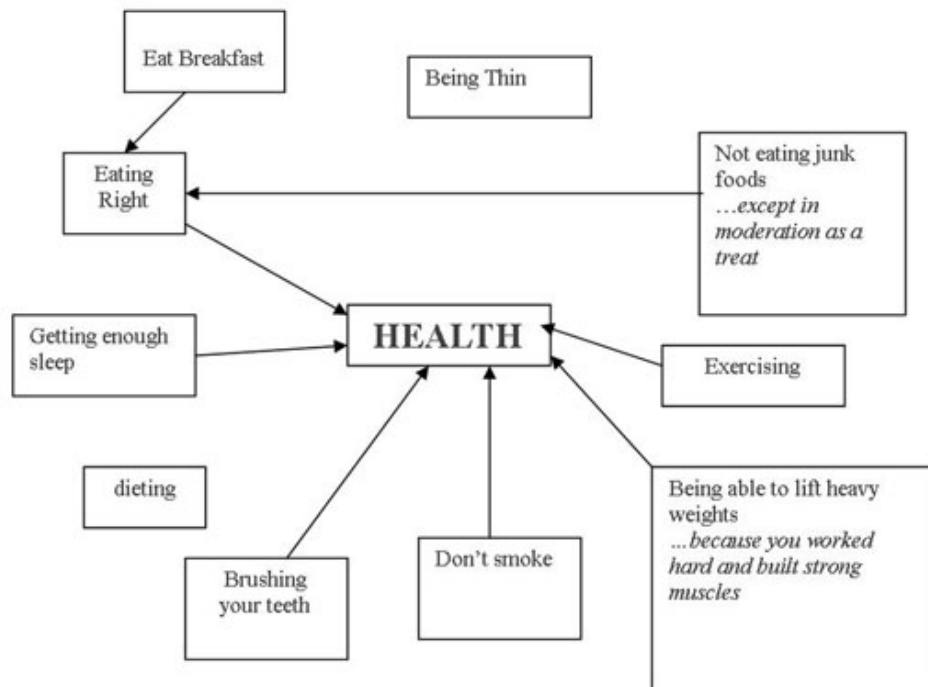 Eat Breakfast
Being Thin
Eating
Right
Not eating junk
foods
...except in
moderation as a
treat
HEALTH
Getting enough
sleep
Exercising
dieting
Being able to lift heavy
weights
...because you worked
hard and built strong
muscles
Brushing
your teeth
Don't smoke